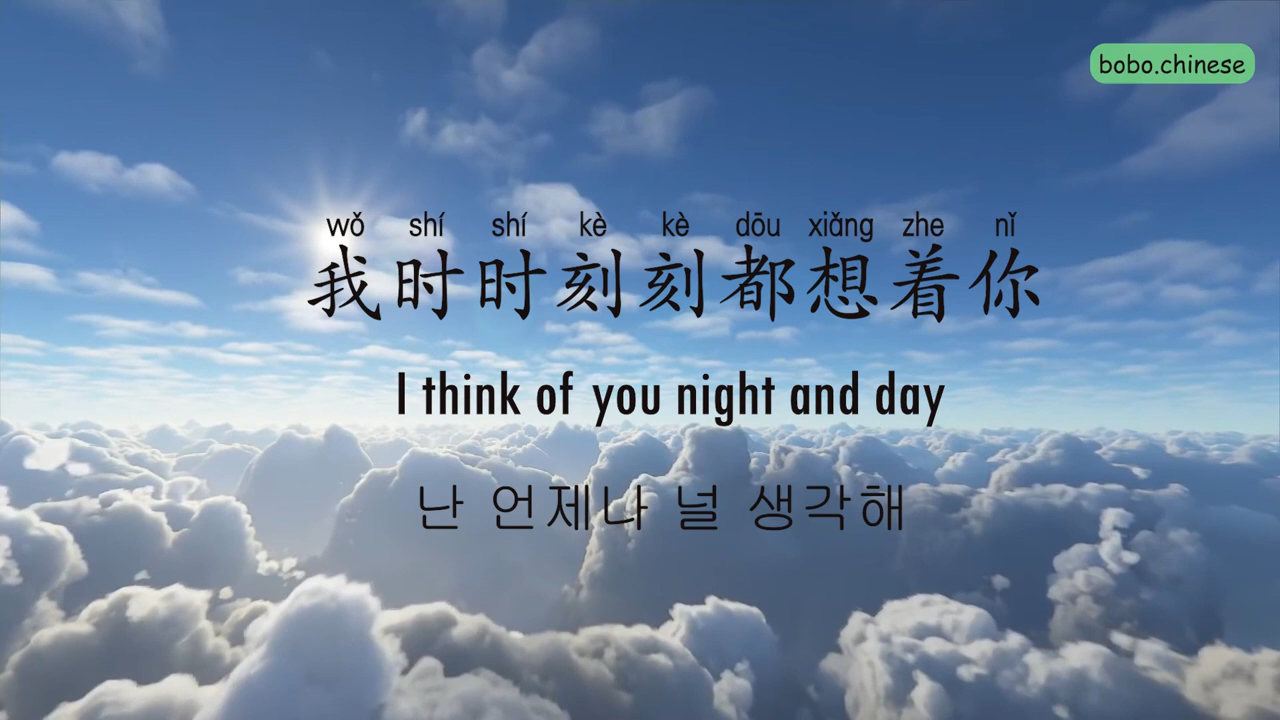 bobo.chinese
wǒ shí shí kè kè dōu xiǎng zhe nǐ
我时时刻刻都想着你
I think of you night and day
난 언제나 널 생각해